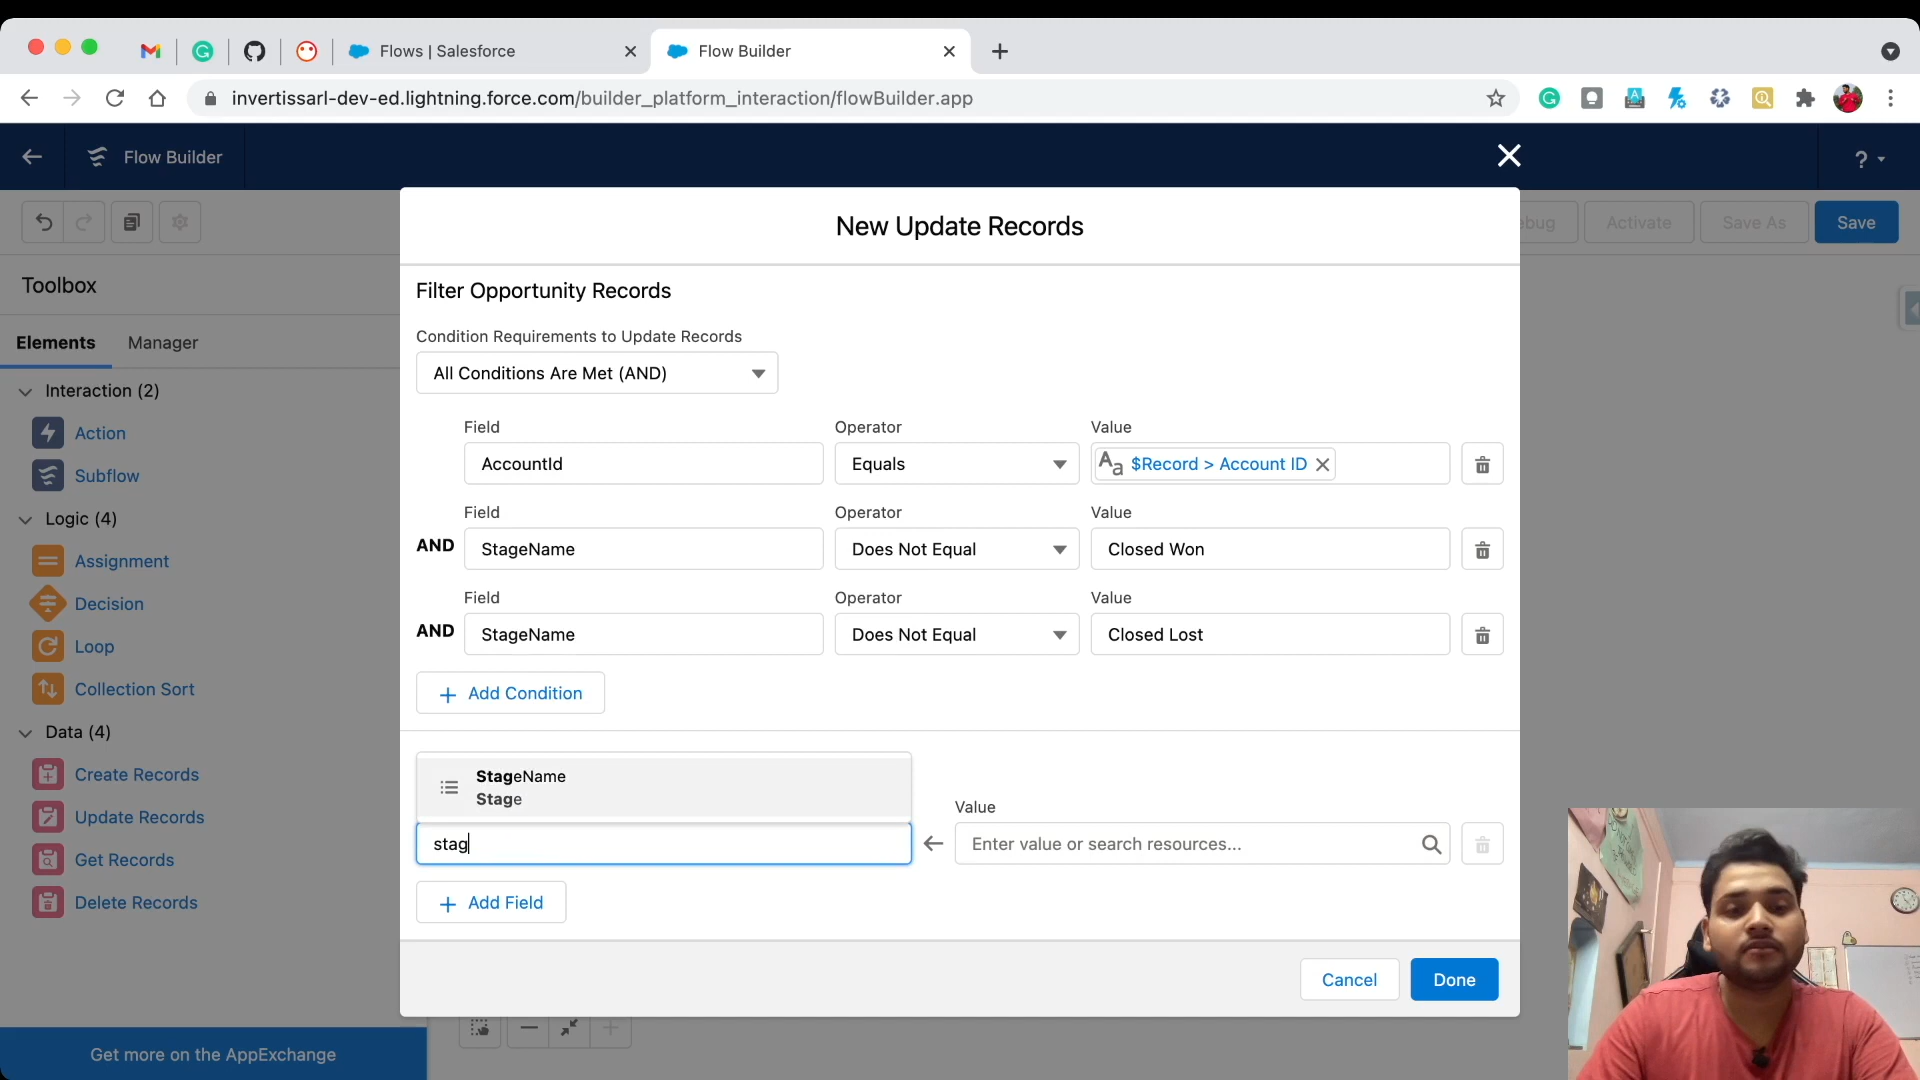 Flows | Salesforce
Flow Builder
invertissarl-dev-ed.lightning.force.com/builder_platform_interaction/flowBuilder.app
Flow Builder
?
New Update Records
ebug
Activate
Save As
Save
Toolbox
Elements
Manager
Interaction (2)
Action
Subflow
Logic (4)
Assignment
Decision
Loop
Collection Sort
Data (4)
Create Records
Update Records
Get Records
Delete Records
Get more on the AppExchange
Filter Opportunity Records
Condition Requirements to Update Records
All Conditions Are Met (AND)
Field
Operator
Value
AccountId
Equals
Aa $Record > Account ID
Field
Operator
Value
AND
StageName
Does Not Equal
Closed Won
Field
Operator
Value
AND
StageName
Does Not Equal
Closed Lost
+ Add Condition
StageName
Stage
Value
stag
Enter value or search resources...
+ Add Field
Cancel
Done